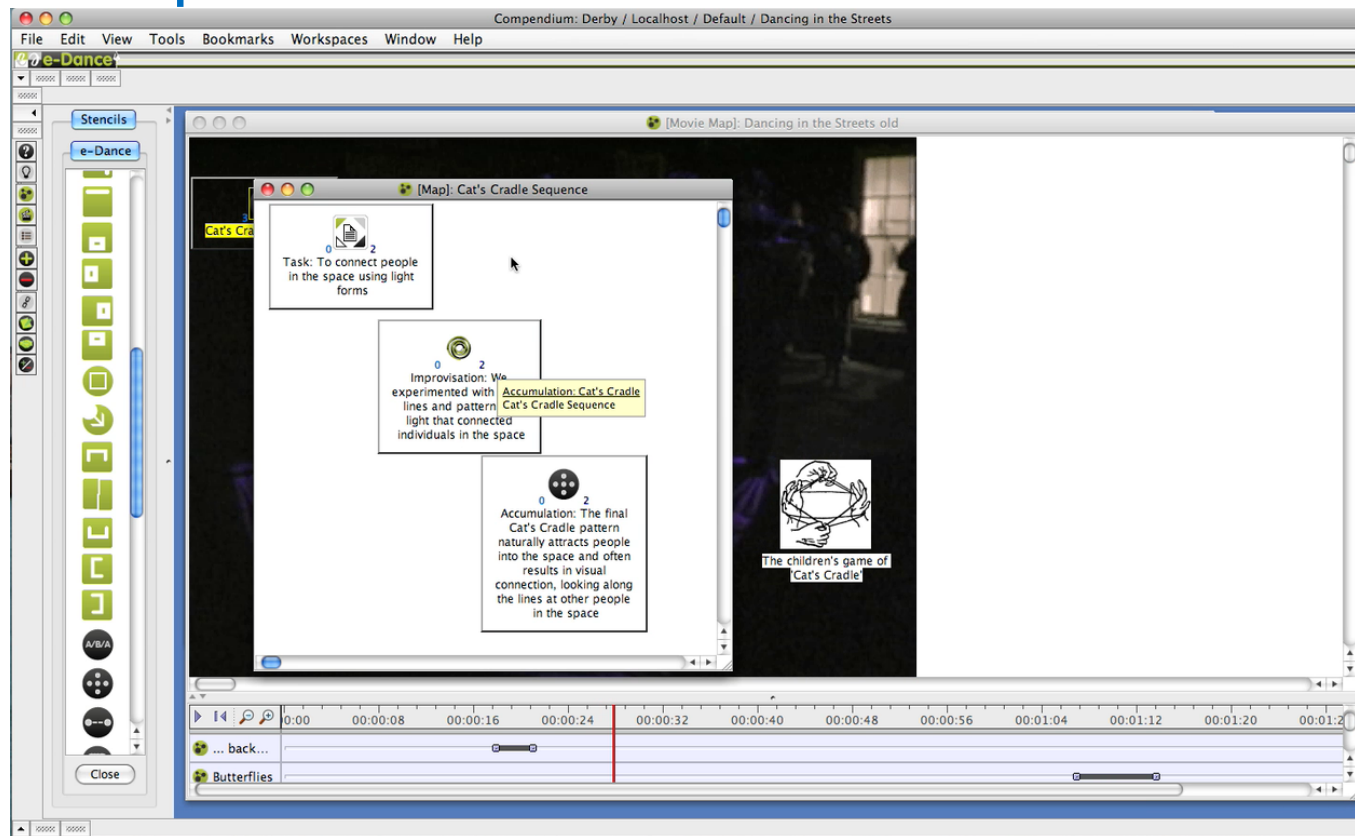 Compendium: Derby / Localhost / Default / Dancing in the Streets
File Edit View Tools Bookmarks Workspaces Window Help
e-Dance
Stencils
e-Dance
[Movie Map]: Dancing in the Streets old
[Map]: Cat's Cradle Sequence
3
Cat's Cra
0 2
Task: To connect people
in the space using light
forms
0 2
Improvisation: We
experimented with
lines and pattern
light that connected
individuals in the space
Accumulation: Cat's Cradle
Cat's Cradle Sequence
0 2
Accumulation: The final
Cat's Cradle pattern
naturally attracts people
into the space and often
results in visual
connection, looking along
the lines at other people
in the space
The children's game of
'Cat's Cradle'
A/B/A
Close
0:00 00:00:08 00:00:16 00:00:24 00:00:32 00:00:40 00:00:48 00:00:56 00:01:04 00:01:12 00:01:20 00:01:2
... back...
Butterflies